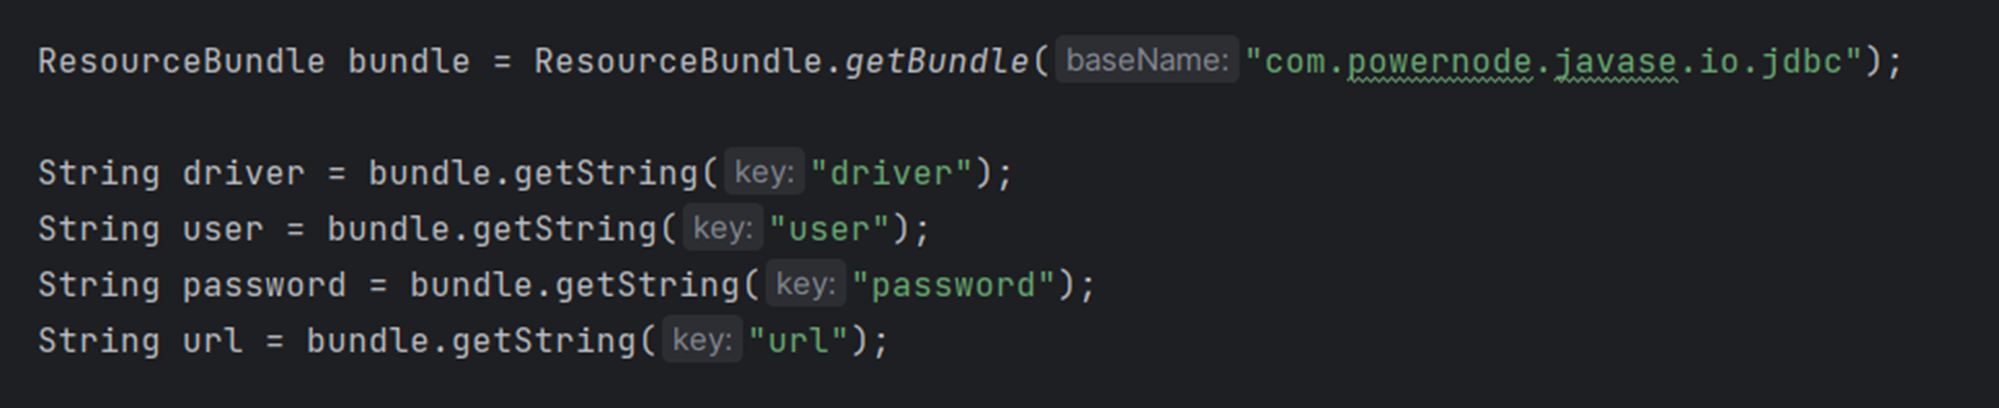 ResourceBundle bundle = ResourceBundle.getBundle( baseName: "com.powernode.javase.io.jdbc");
String driver = bundle.getString( key: "driver");
String user = bundle.getString( key: "user");
String password = bundle.getString( key: "password");
String url = bundle.getString( key: "url");